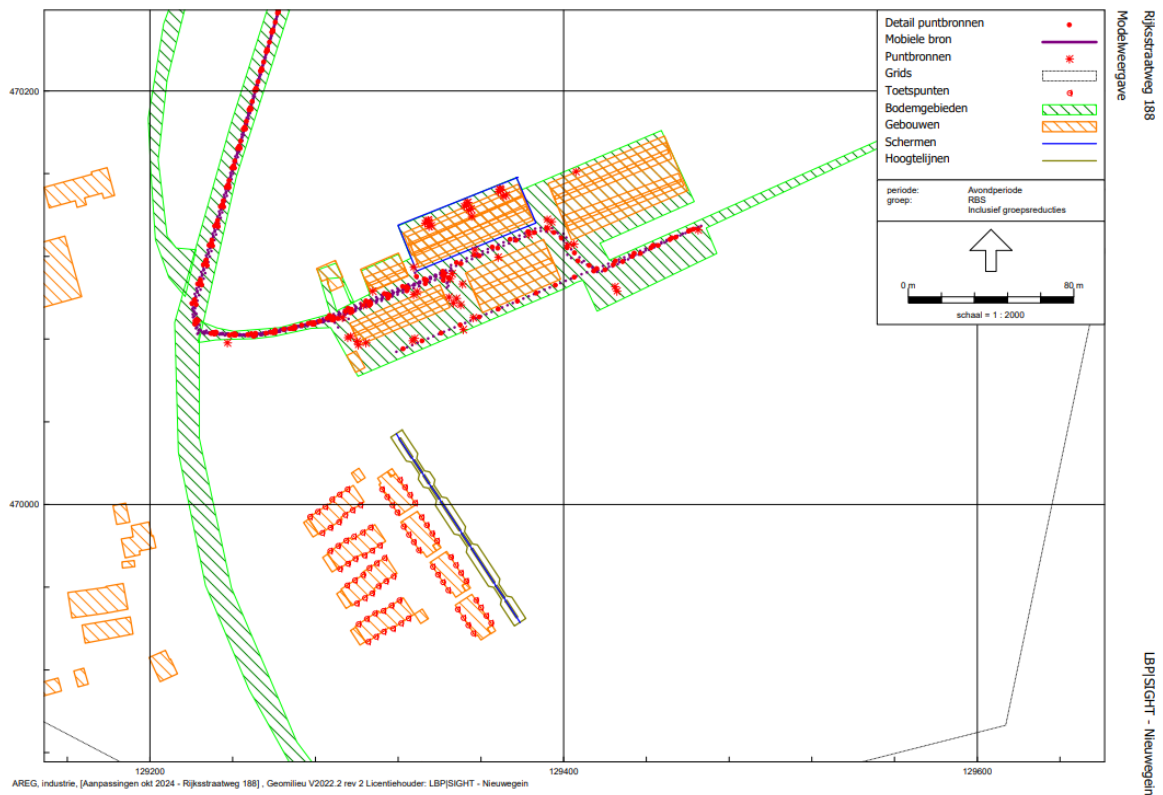 Detail puntbronnen
Mobiele bron
Puntbronnen
Grids
Toetspunten
Bodemgebieden
Gebouwen
Schermen
Hoogtelijnen
periode: Avondperiode
groep: RBS
Inclusief groepsreducties
0 m 80 m
schaal = 1 : 2000
Rijksstraatweg 188
Modelweergave
470200
470000
129200 129400 129600
LBP|SIGHT - Nieuwegein
AREG, industrie, [Aanpassingen okt 2024 - Rijksstraatweg 188] , Geomilieu V2022.2 rev 2 Licentiehouder: LBP|SIGHT - Nieuwegein